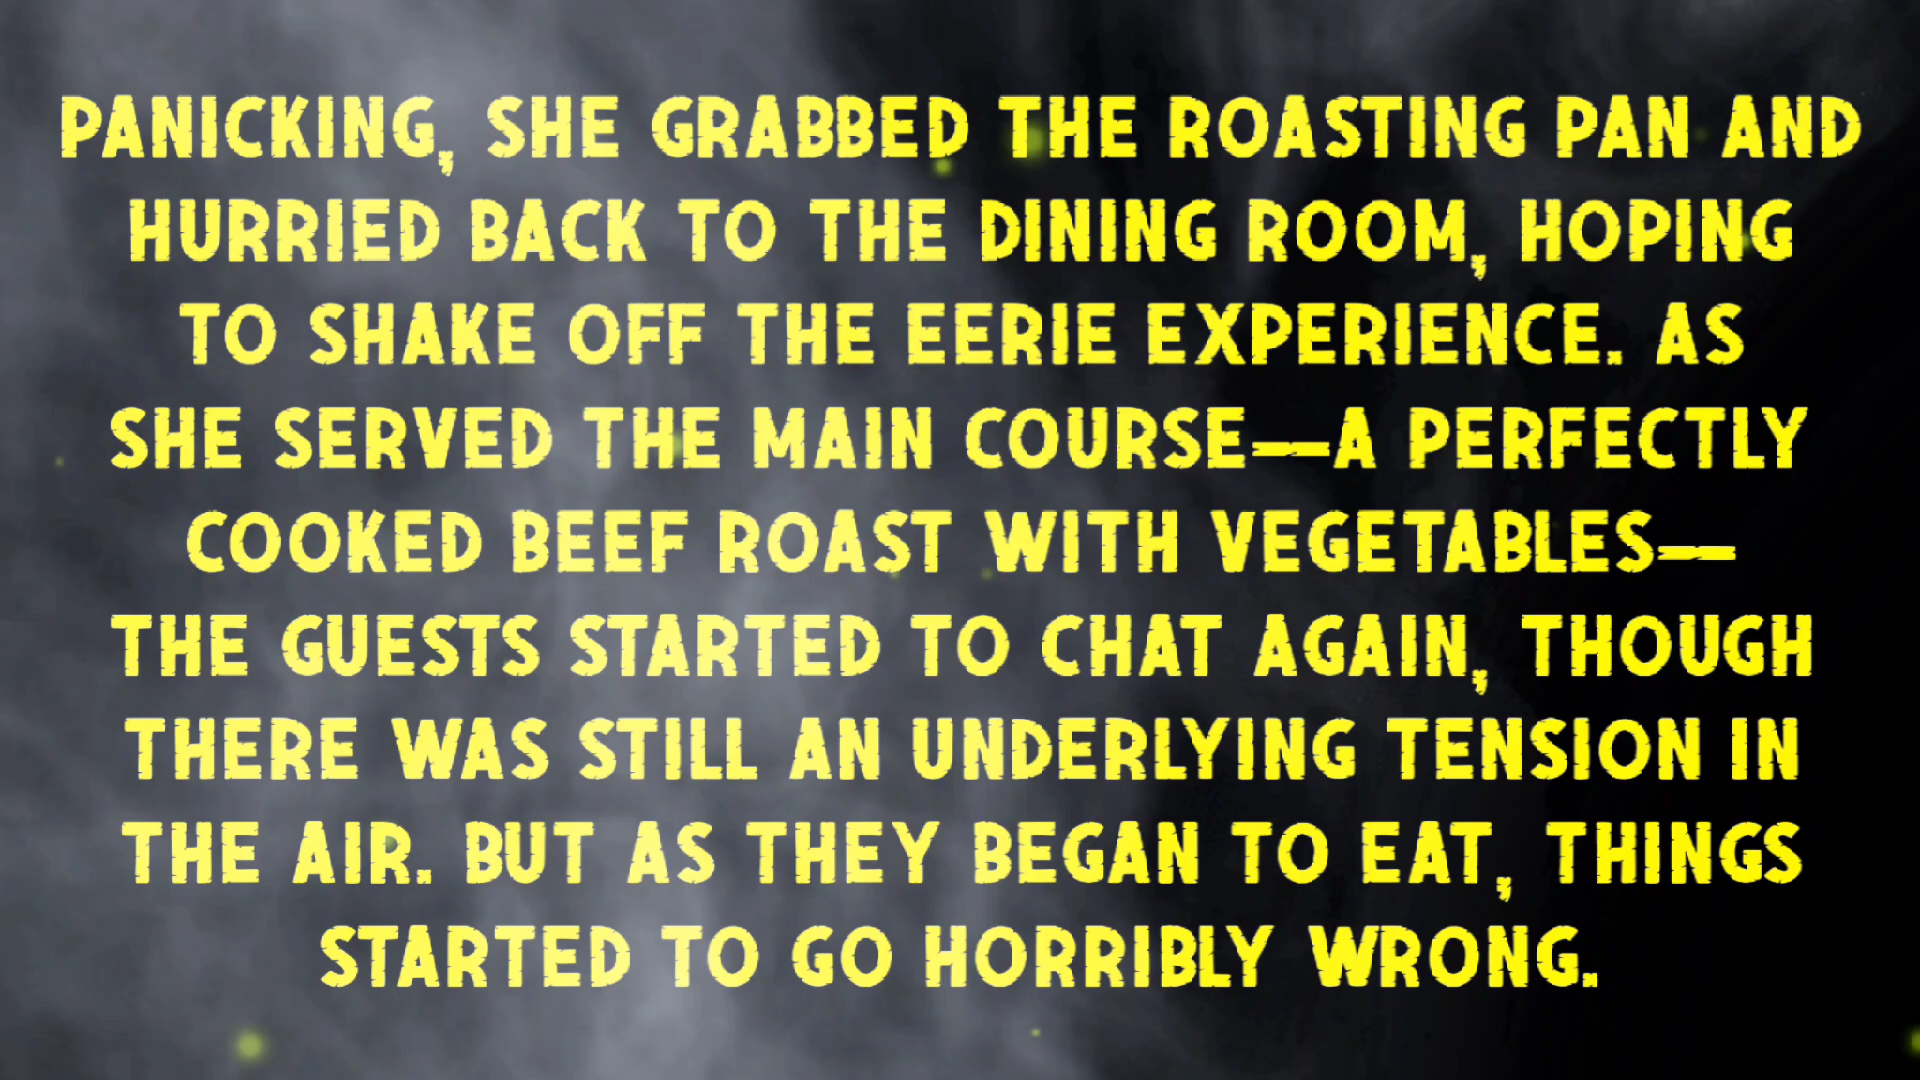 PANICKING, SHE GRABBED THE ROASTING PAN AND
HURRIED BACK TO THE DINING ROOM, HOPING
TO SHAKE OFF THE EERIE EXPERIENCE. AS
SHE SERVED THE MAIN COURSE—A PERFECTLY
COOKED BEEF ROAST WITH VEGETABLES—
THE GUESTS STARTED TO CHAT AGAIN, THOUGH
THERE WAS STILL AN UNDERLYING TENSION IN
THE AIR. BUT AS THEY BEGAN TO EAT, THINGS
STARTED TO GO HORRIBLY WRONG.